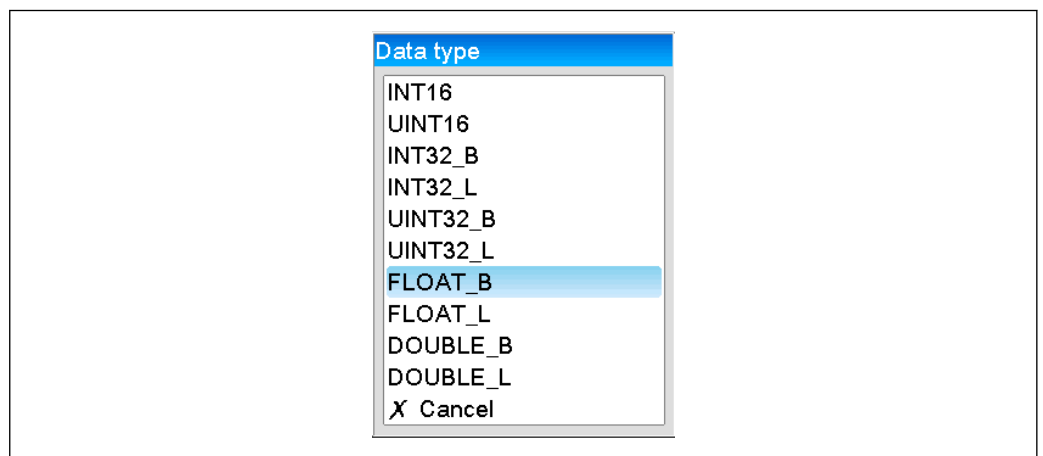 Data type
INT16
UINT16
INT32_B
INT32_L
UINT32_B
UINT32_L
FLOAT_B
FLOAT_L
DOUBLE_B
DOUBLE_L
X Cancel